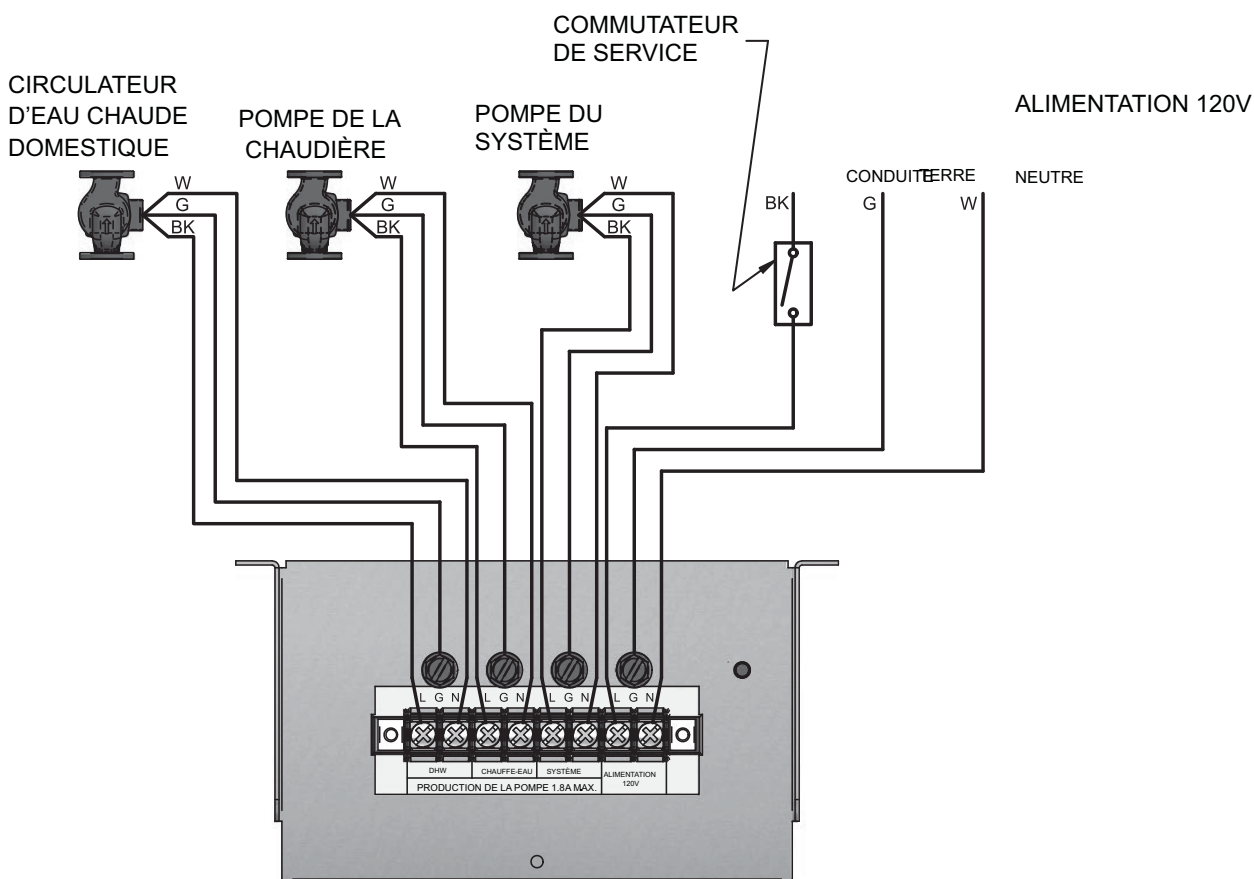 COMMUTATEUR
DE SERVICE
CIRCULATEUR
D'EAU CHAUDE
DOMESTIQUE
POMPE DE LA
CHAUDIÈRE
POMPE DU
SYSTÈME
ALIMENTATION 120V
CONDUITE
TERRE
NEUTRE
W
G
BK
W
G
BK
W
G
BK
BK
G
W
L G N
L G N
L G N
L G N
DHW
CHAUFFE-EAU
SYSTÈME
ALIMENTATION
120V
PRODUCTION DE LA POMPE 1.8A MAX.